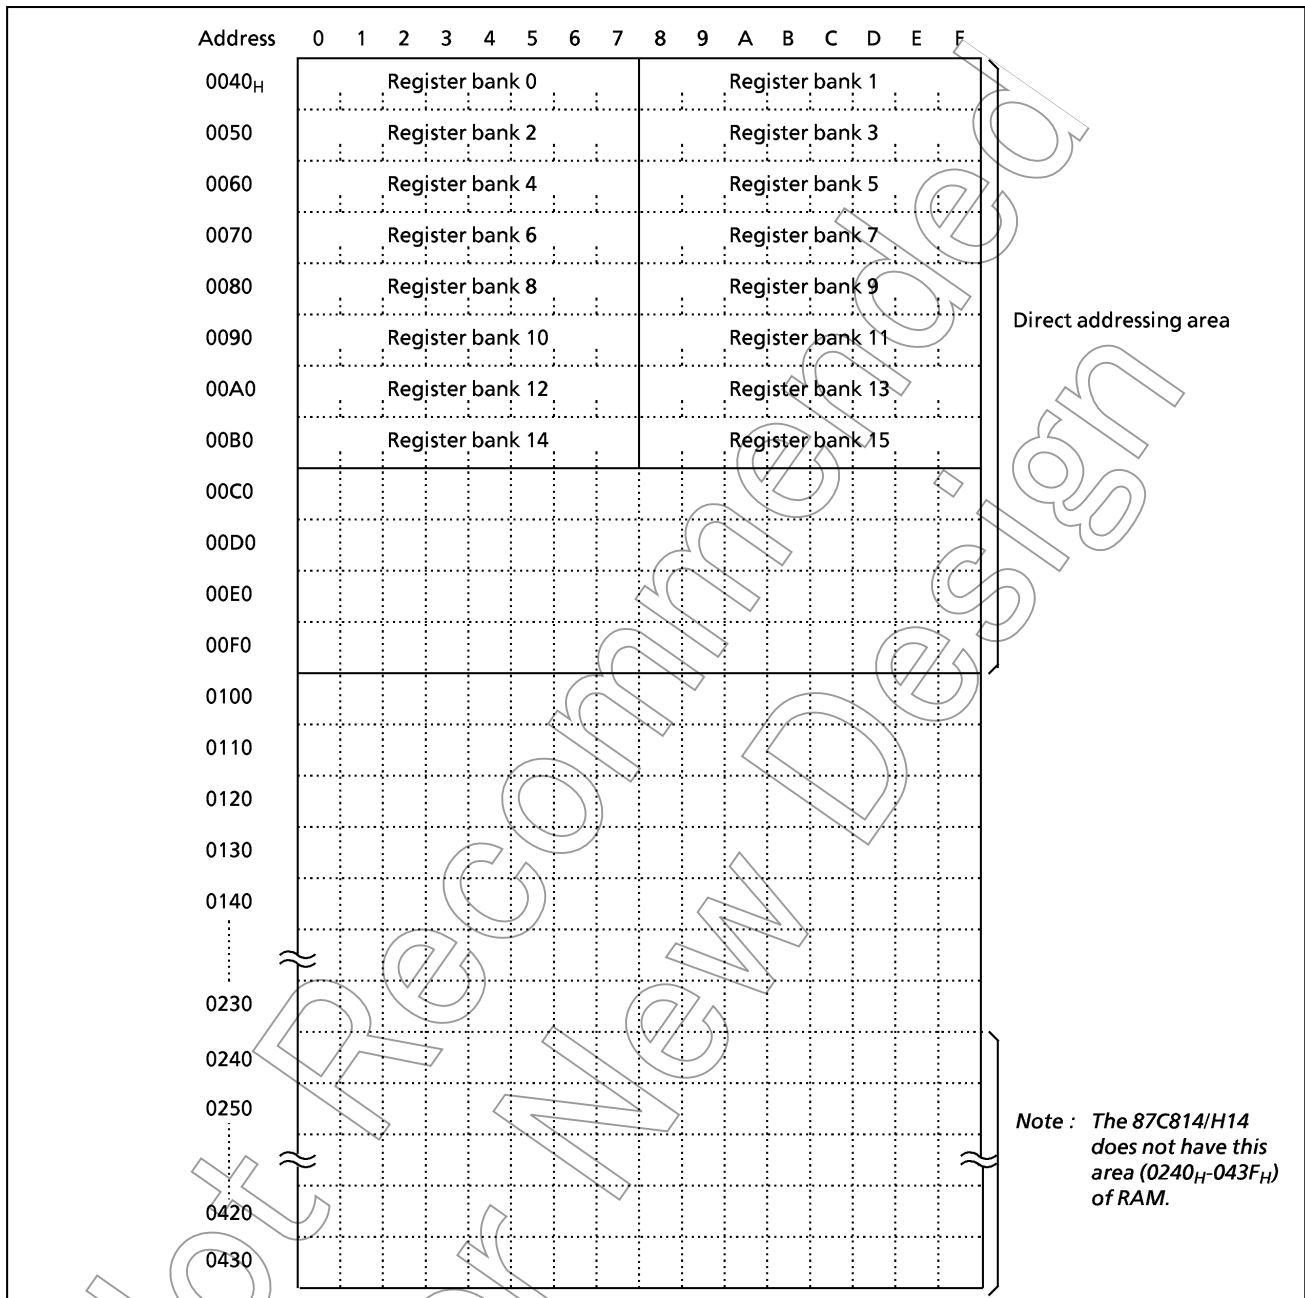 Address 0 1 2 3 4 5 6 7 8 9 A B C D E F
0040H Register bank 0 Register bank 1
0050 Register bank 2 Register bank 3
0060 Register bank 4 Register bank 5
0070 Register bank 6 Register bank 7
0080 Register bank 8 Register bank 9
Direct addressing area
0090 Register bank 10 Register bank 11
00A0 Register bank 12 Register bank 13
00B0 Register bank 14 Register bank 15
00C0
00D0
00E0
00F0
0100
0110
0120
0130
0140
0230
0240
0250
Note : The 87C814/H14
does not have this
area (0240H-043FH)
of RAM.
0420
0430
Not Recommended
for New Design